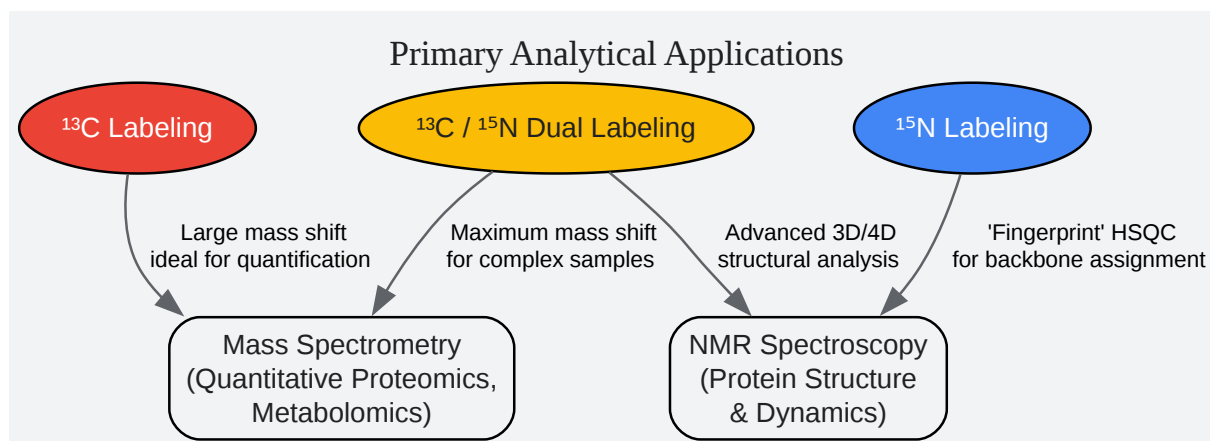 Primary Analytical Applications
¹³C Labeling
¹³C / ¹⁵N Dual Labeling
¹⁵N Labeling
Large mass shift
ideal for quantification
Maximum mass shift
for complex samples
Advanced 3D/4D
structural analysis
'Fingerprint' HSQC
for backbone assignment
Mass Spectrometry
(Quantitative Proteomics,
Metabolomics)
NMR Spectroscopy
(Protein Structure
& Dynamics)